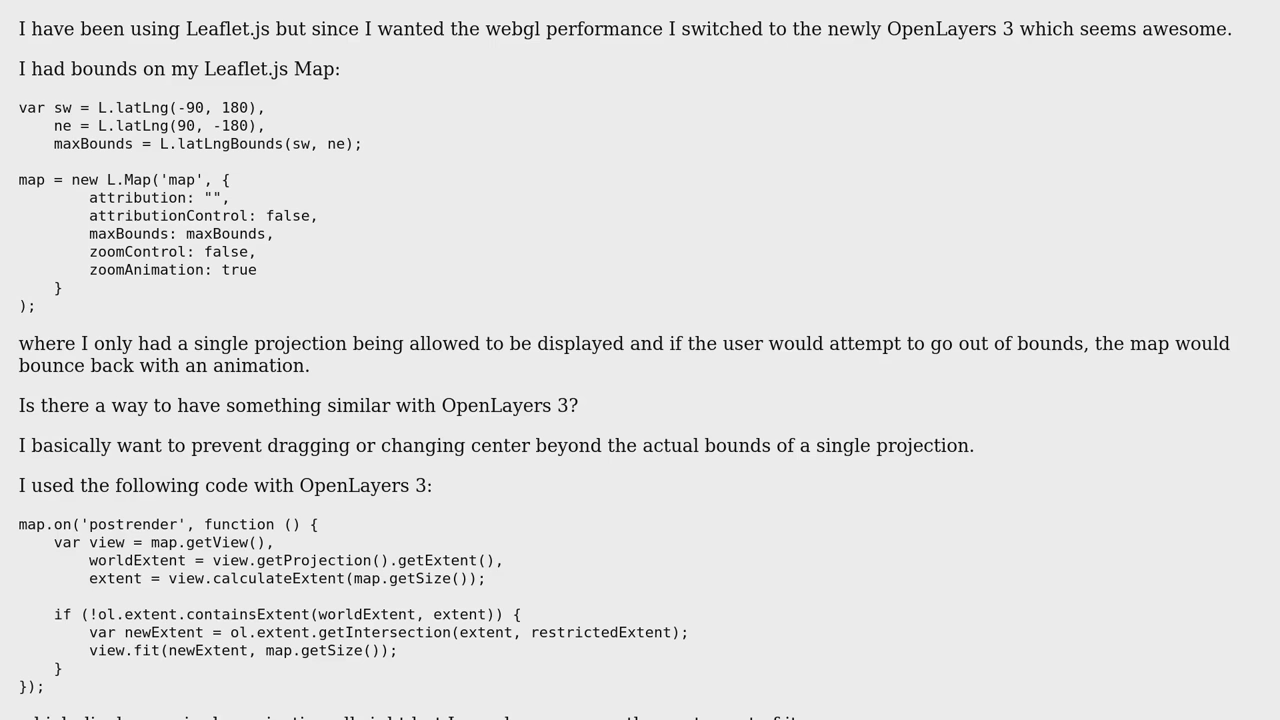 I have been using Leaflet.js but since I wanted the webgl performance I switched to the newly OpenLayers 3 which seems awesome.
I had bounds on my Leaflet.js Map:
var sw = L.latLng(-90, 180),
    ne = L.latLng(90, -180),
    maxBounds = L.latLngBounds(sw, ne);
map = new L.Map('map', {
        attribution: "",
        attributionControl: false,
        maxBounds: maxBounds,
        zoomControl: false,
        zoomAnimation: true
    }
);
where I only had a single projection being allowed to be displayed and if the user would attempt to go out of bounds, the map would
bounce back with an animation.
Is there a way to have something similar with OpenLayers 3?
I basically want to prevent dragging or changing center beyond the actual bounds of a single projection.
I used the following code with OpenLayers 3:
map.on('postrender', function () {
    var view = map.getView(),
        worldExtent = view.getProjection().getExtent(),
        extent = view.calculateExtent(map.getSize());
    if (!ol.extent.containsExtent(worldExtent, extent)) {
        var newExtent = ol.extent.getIntersection(extent, restrictedExtent);
        view.fit(newExtent, map.getSize());
    }
});